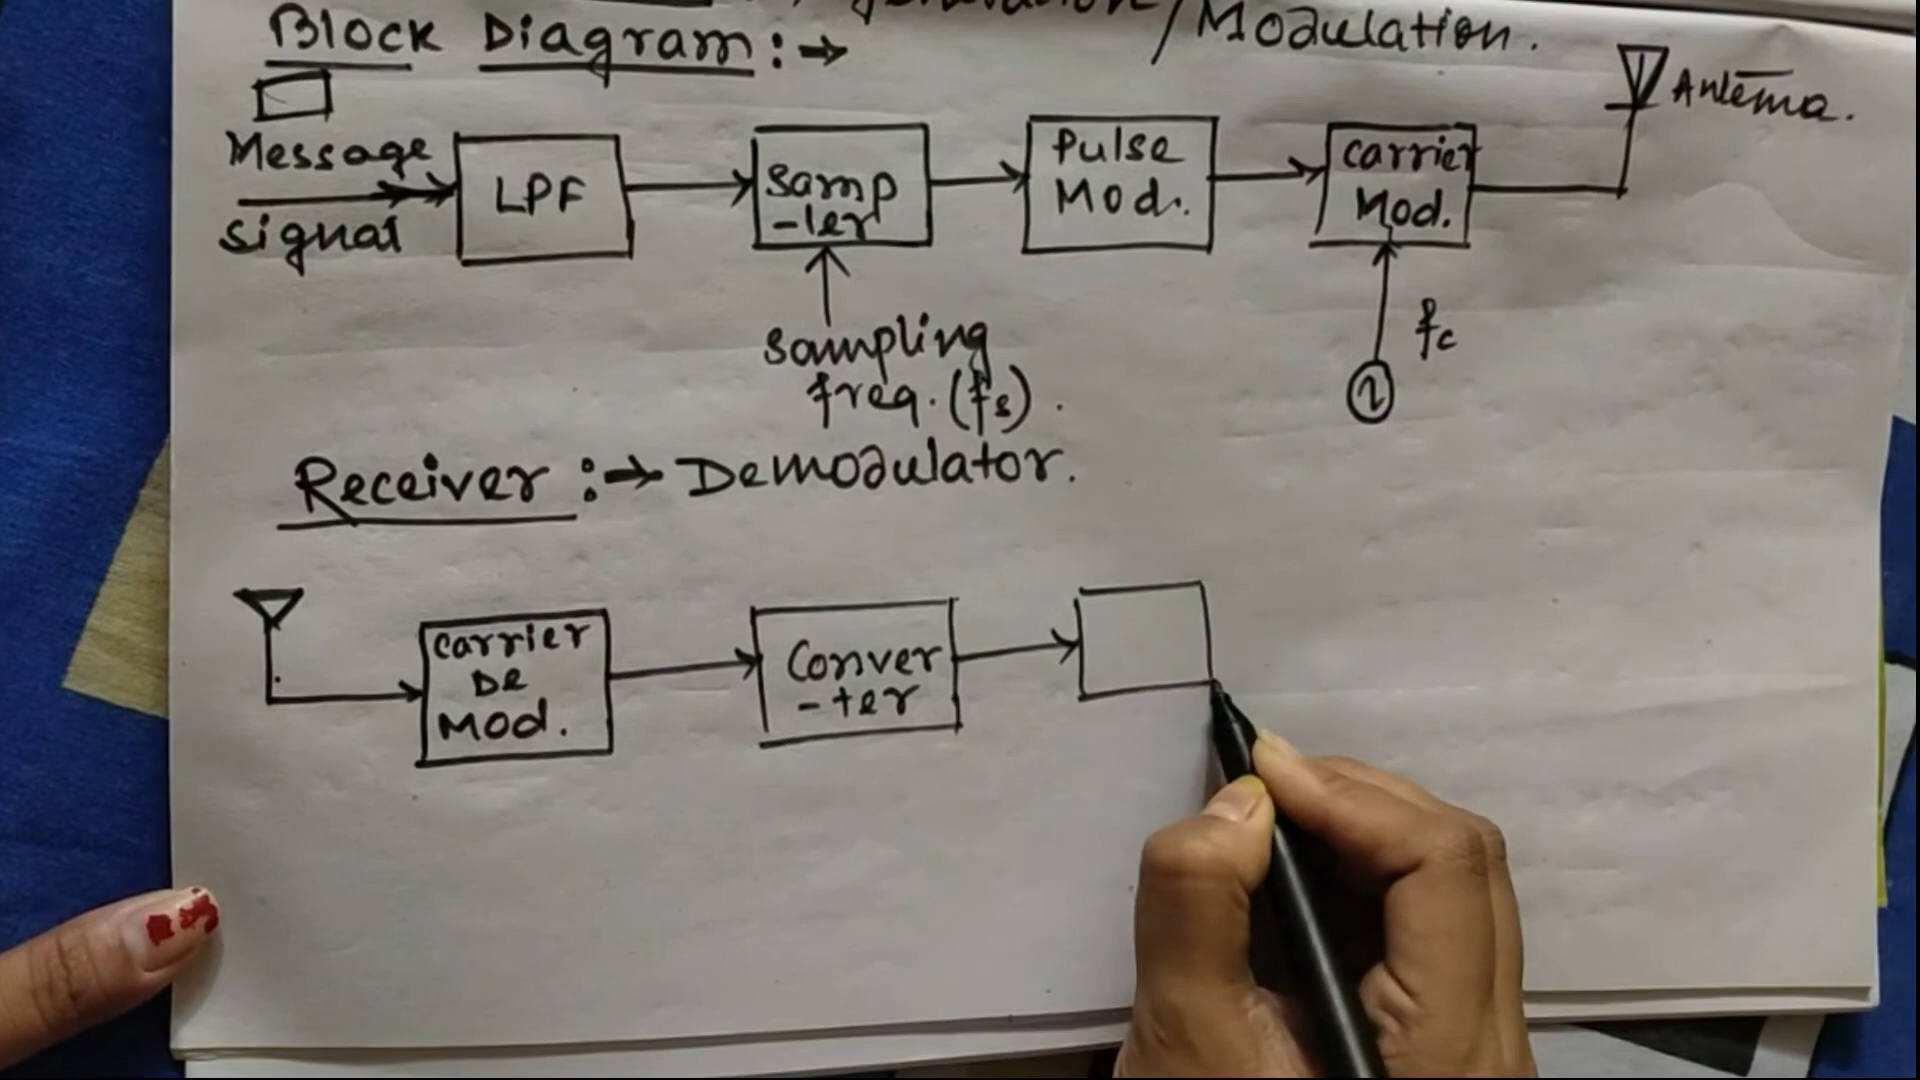 /Modulation.
Block Diagram:→
Antenna.
Message
signal
LPF
Samp
-ler
Pulse
Mod.
Carrier
Mod.
fc
Sampling
freq. (fs).
Receiver :→ Demodulator.
Carrier
De
Mod.
Conver
-ter